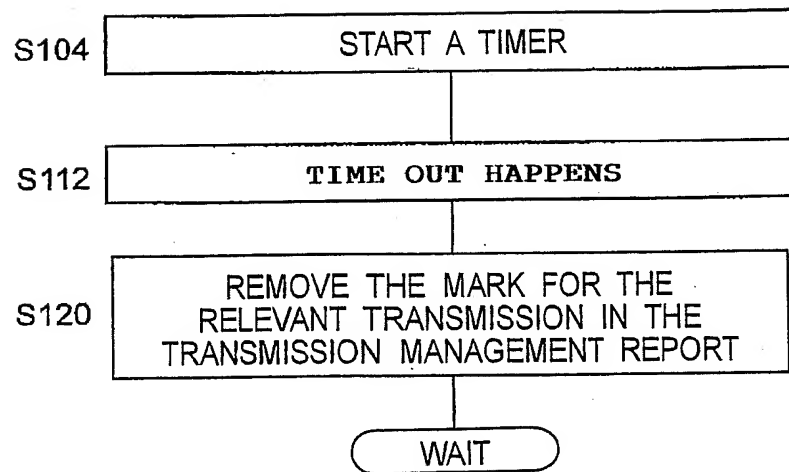 S104 START A TIMER
S112 TIME OUT HAPPENS
S120 REMOVE THE MARK FOR THE
RELEVANT TRANSMISSION IN THE
TRANSMISSION MANAGEMENT REPORT
WAIT